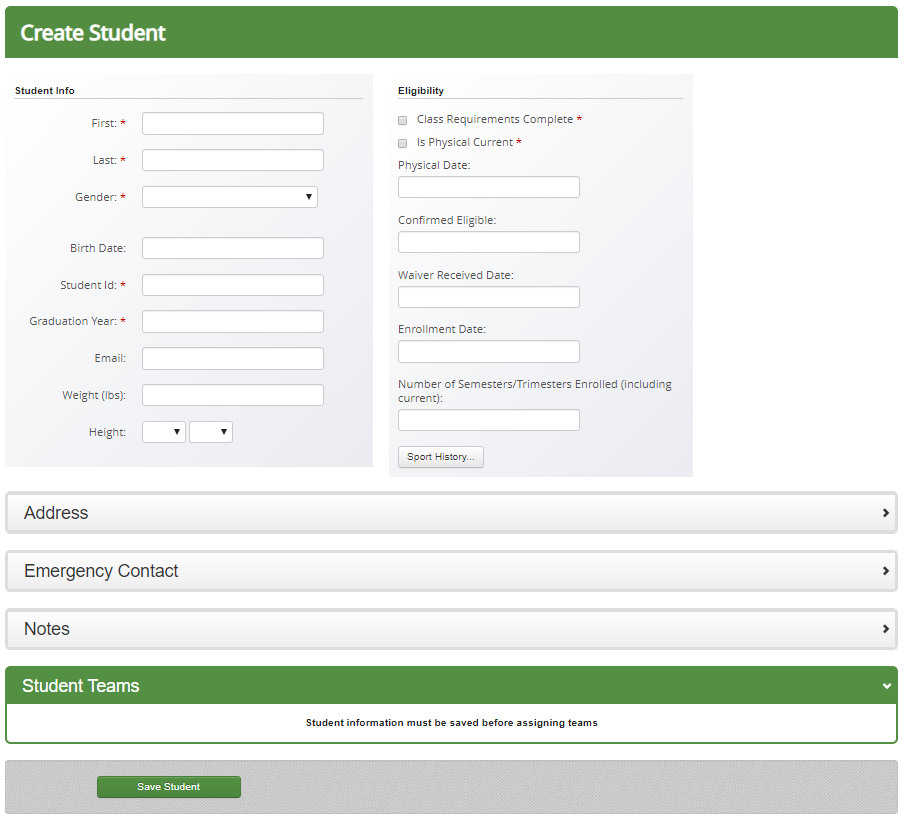 Create Student
Student Info
First: *
Last: *
Gender: *
Birth Date:
Student Id: *
Graduation Year: *
Email:
Weight (lbs):
Height:
Eligibility
Class Requirements Complete *
Is Physical Current *
Physical Date:
Confirmed Eligible:
Waiver Received Date:
Enrollment Date:
Number of Semesters/Trimesters Enrolled (including
current):
Sport History...
Address
Emergency Contact
Notes
Student Teams
Student information must be saved before assigning teams
Save Student